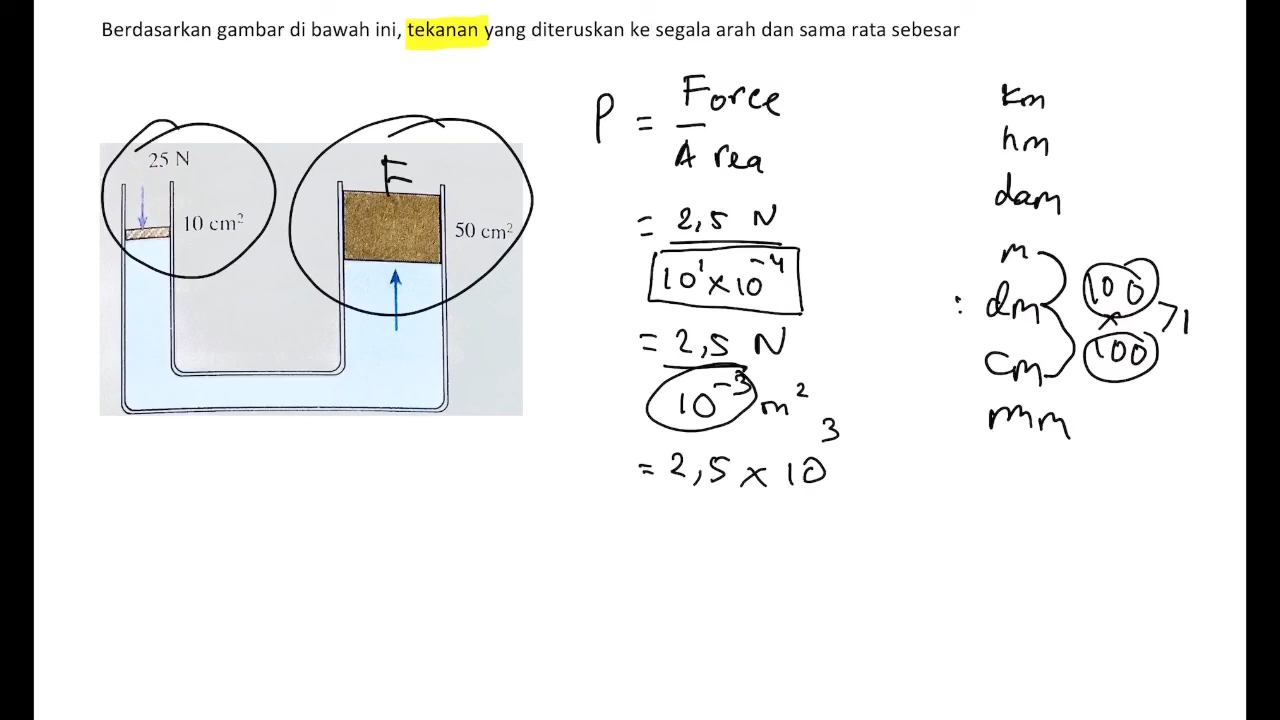 Berdasarkan gambar di bawah ini, tekanan yang diteruskan ke segala arah dan sama rata sebesar
25 N
10 cm²
F
50 cm²
P = Force
Area
= 2,5 N
10¹ x 10⁻⁴
= 2,5 N
10⁻³ m²
= 2,5 x 10³
km
hm
dam
m
: dm
cm
mm
100
x
100